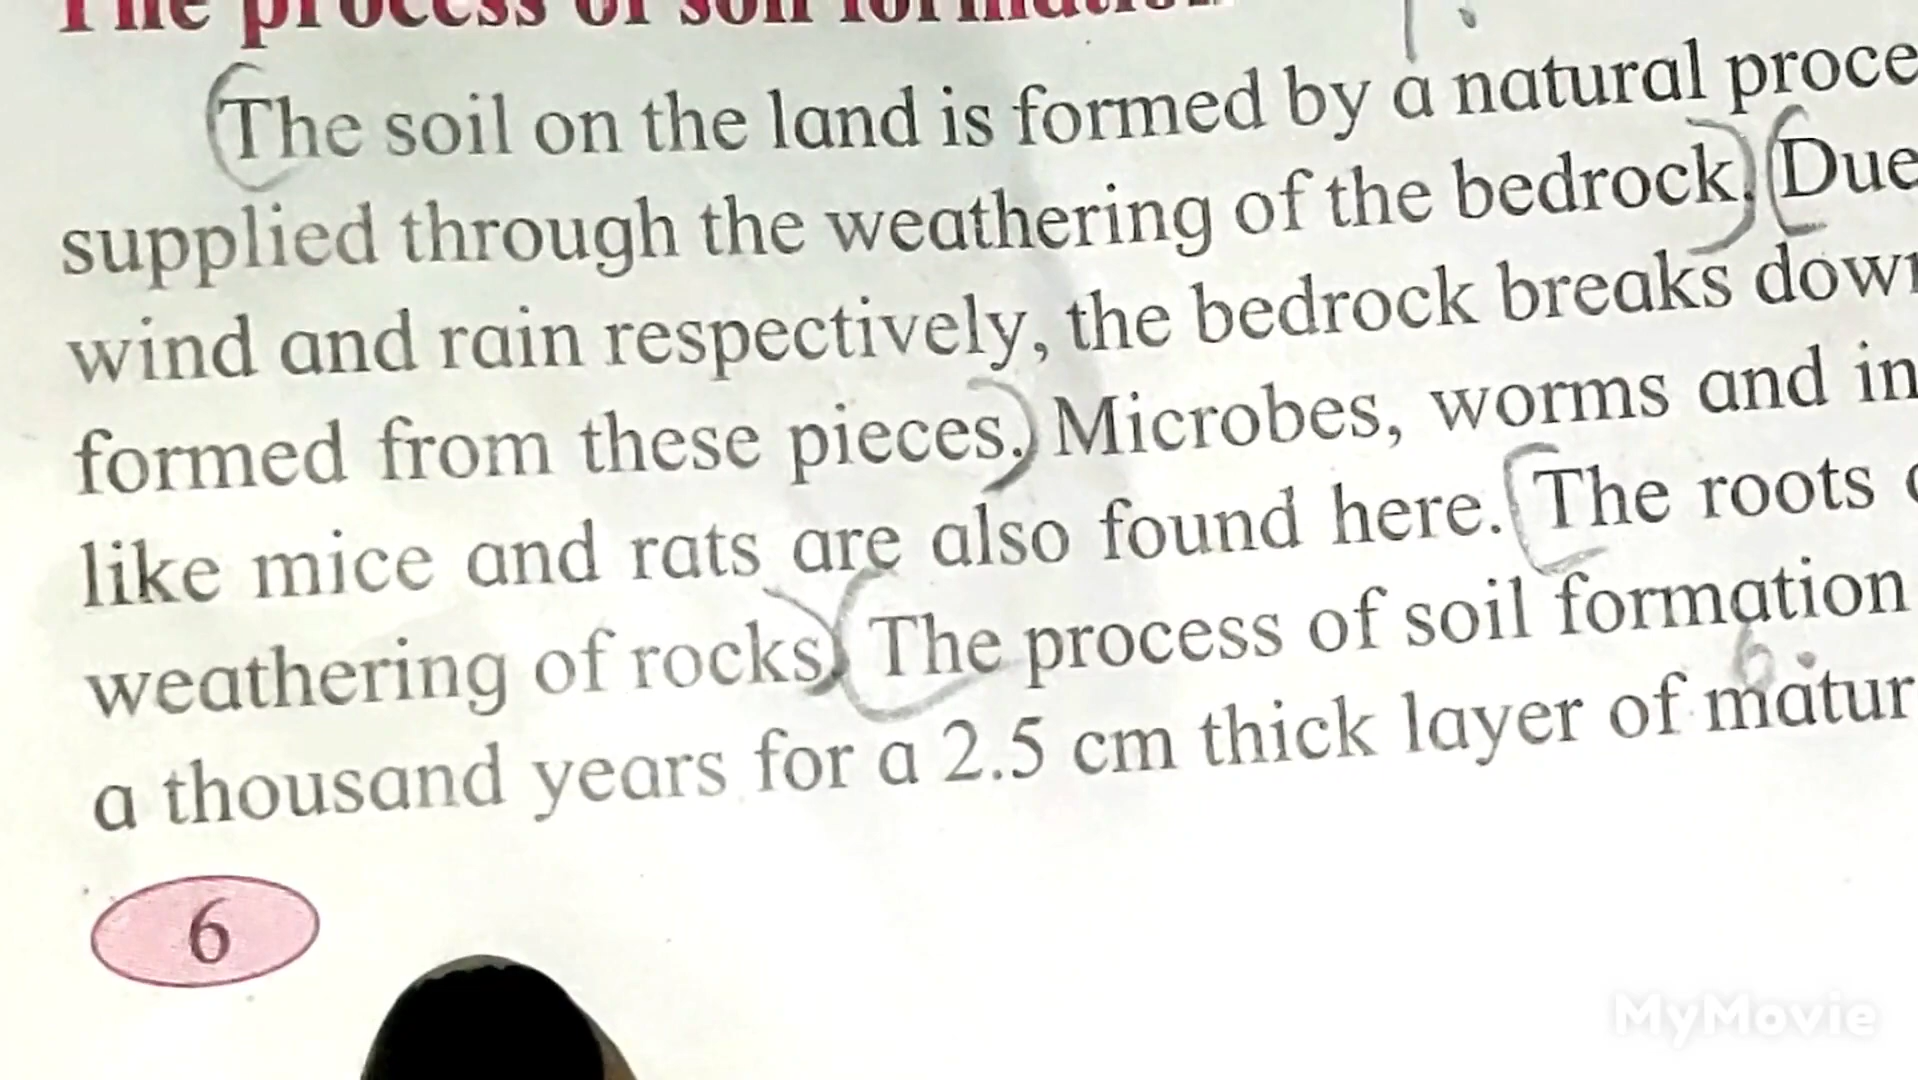 The process of soil formation
The soil on the land is formed by a natural proce
supplied through the weathering of the bedrock. Due
wind and rain respectively, the bedrock breaks down
formed from these pieces. Microbes, worms and in
like mice and rats are also found here. The roots
weathering of rocks. The process of soil formation
a thousand years for a 2.5 cm thick layer of matur
6
MyMovie